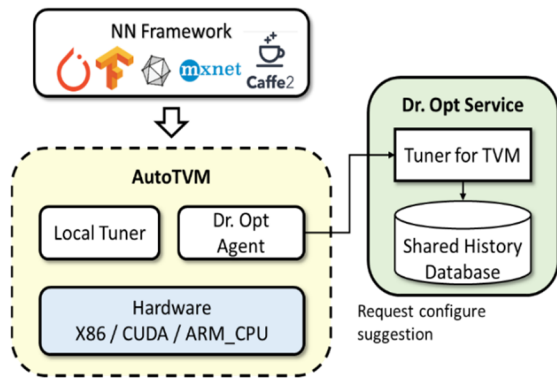 NN Framework
mxnet
Caffe2
Dr. Opt Service
Tuner for TVM
Shared History
Database
AutoTVM
Local Tuner
Dr. Opt
Agent
Hardware
X86 / CUDA / ARM_CPU
Request configure
suggestion